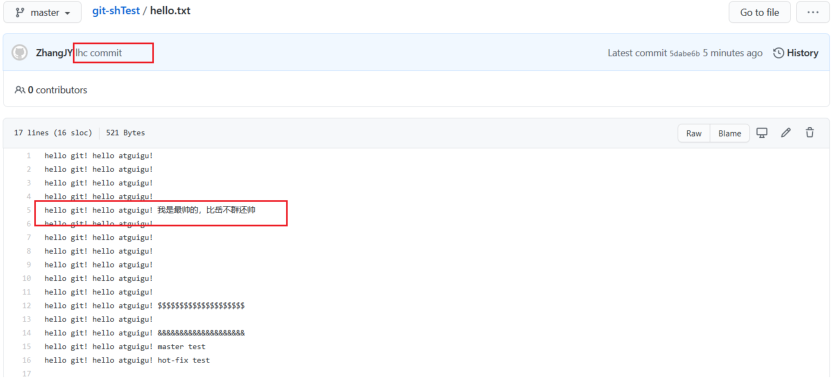 master
git-shTest / hello.txt
Go to file
...
ZhangJY lhc commit
Latest commit 5dabe6b 5 minutes ago
History
0 contributors
17 lines (16 sloc) | 521 Bytes
Raw
Blame
1 hello git! hello atguigu!
2 hello git! hello atguigu!
3 hello git! hello atguigu!
4 hello git! hello atguigu!
5 hello git! hello atguigu! 我是最帅的，比岳不群还帅
6 hello git! hello atguigu!
7 hello git! hello atguigu!
8 hello git! hello atguigu!
9 hello git! hello atguigu!
10 hello git! hello atguigu!
11 hello git! hello atguigu!
12 hello git! hello atguigu! $$$$$$$$$$$$$$$$$$$$
13 hello git! hello atguigu!
14 hello git! hello atguigu! &&&&&&&&&&&&&&&&&&&&
15 hello git! hello atguigu! master test
16 hello git! hello atguigu! hot-fix test
17